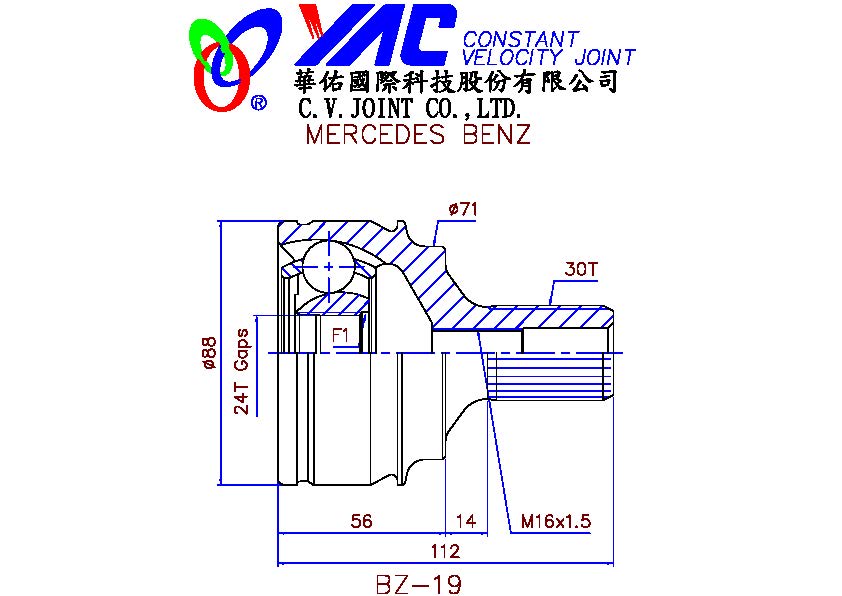 YAC CONSTANT
VELOCITY JOINT
®
華佑國際科技股份有限公司
C.V.JOINT CO.,LTD.
MERCEDES BENZ
ø71
30T
F1
ø88
24T Gaps
56
14
M16x1.5
112
BZ-19